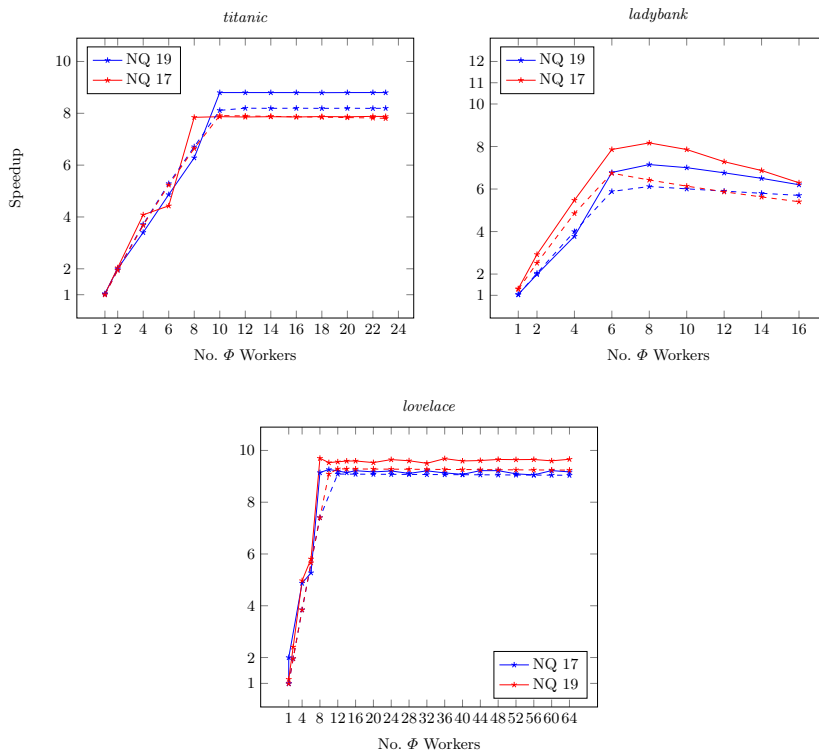 titanic
10
8
6
4
2
1
Speedup
NQ 19
NQ 17
1 2 4 6 8 10 12 14 16 18 20 22 24
No. Φ Workers
ladybank
12
10
8
6
4
2
1
NQ 19
NQ 17
1 2 4 6 8 10 12 14 16
No. Φ Workers
lovelace
10
8
6
4
2
1
NQ 17
NQ 19
1 4 8 12 16 20 24 28 32 36 40 44 48 52 56 60 64
No. Φ Workers